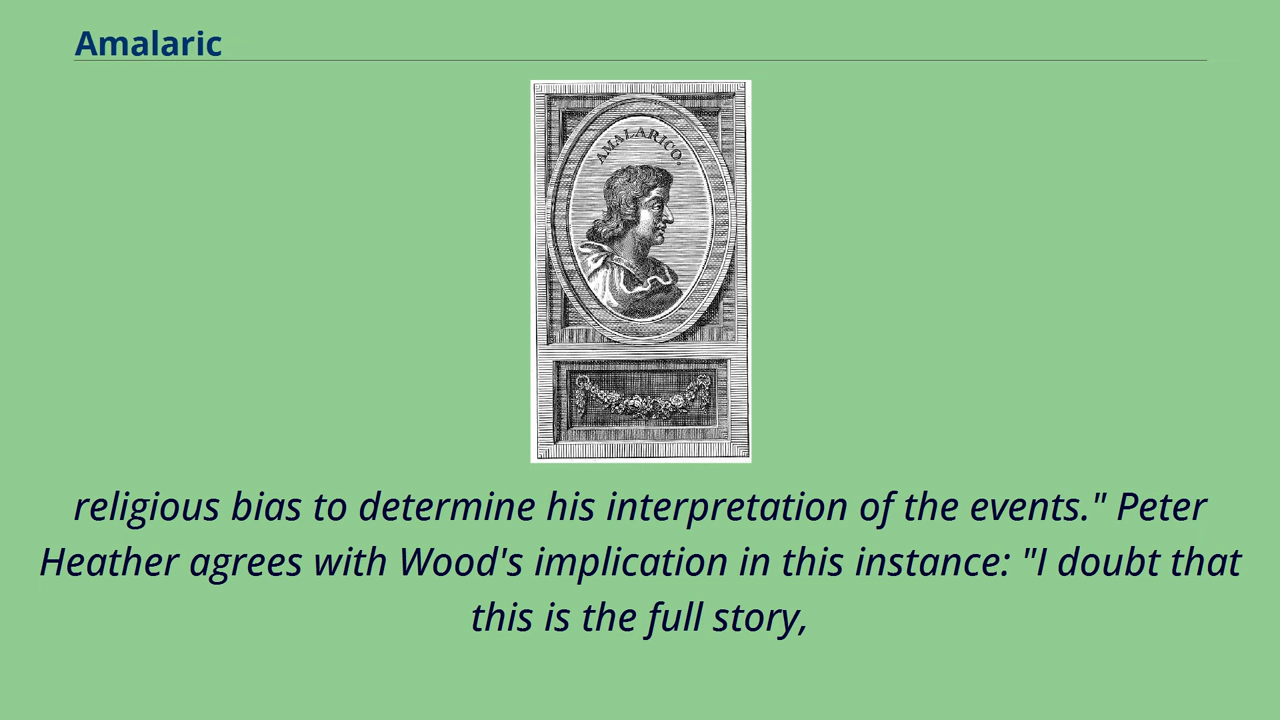 Amalaric
AMALARICO.
religious bias to determine his interpretation of the events." Peter
Heather agrees with Wood's implication in this instance: "I doubt that
this is the full story,